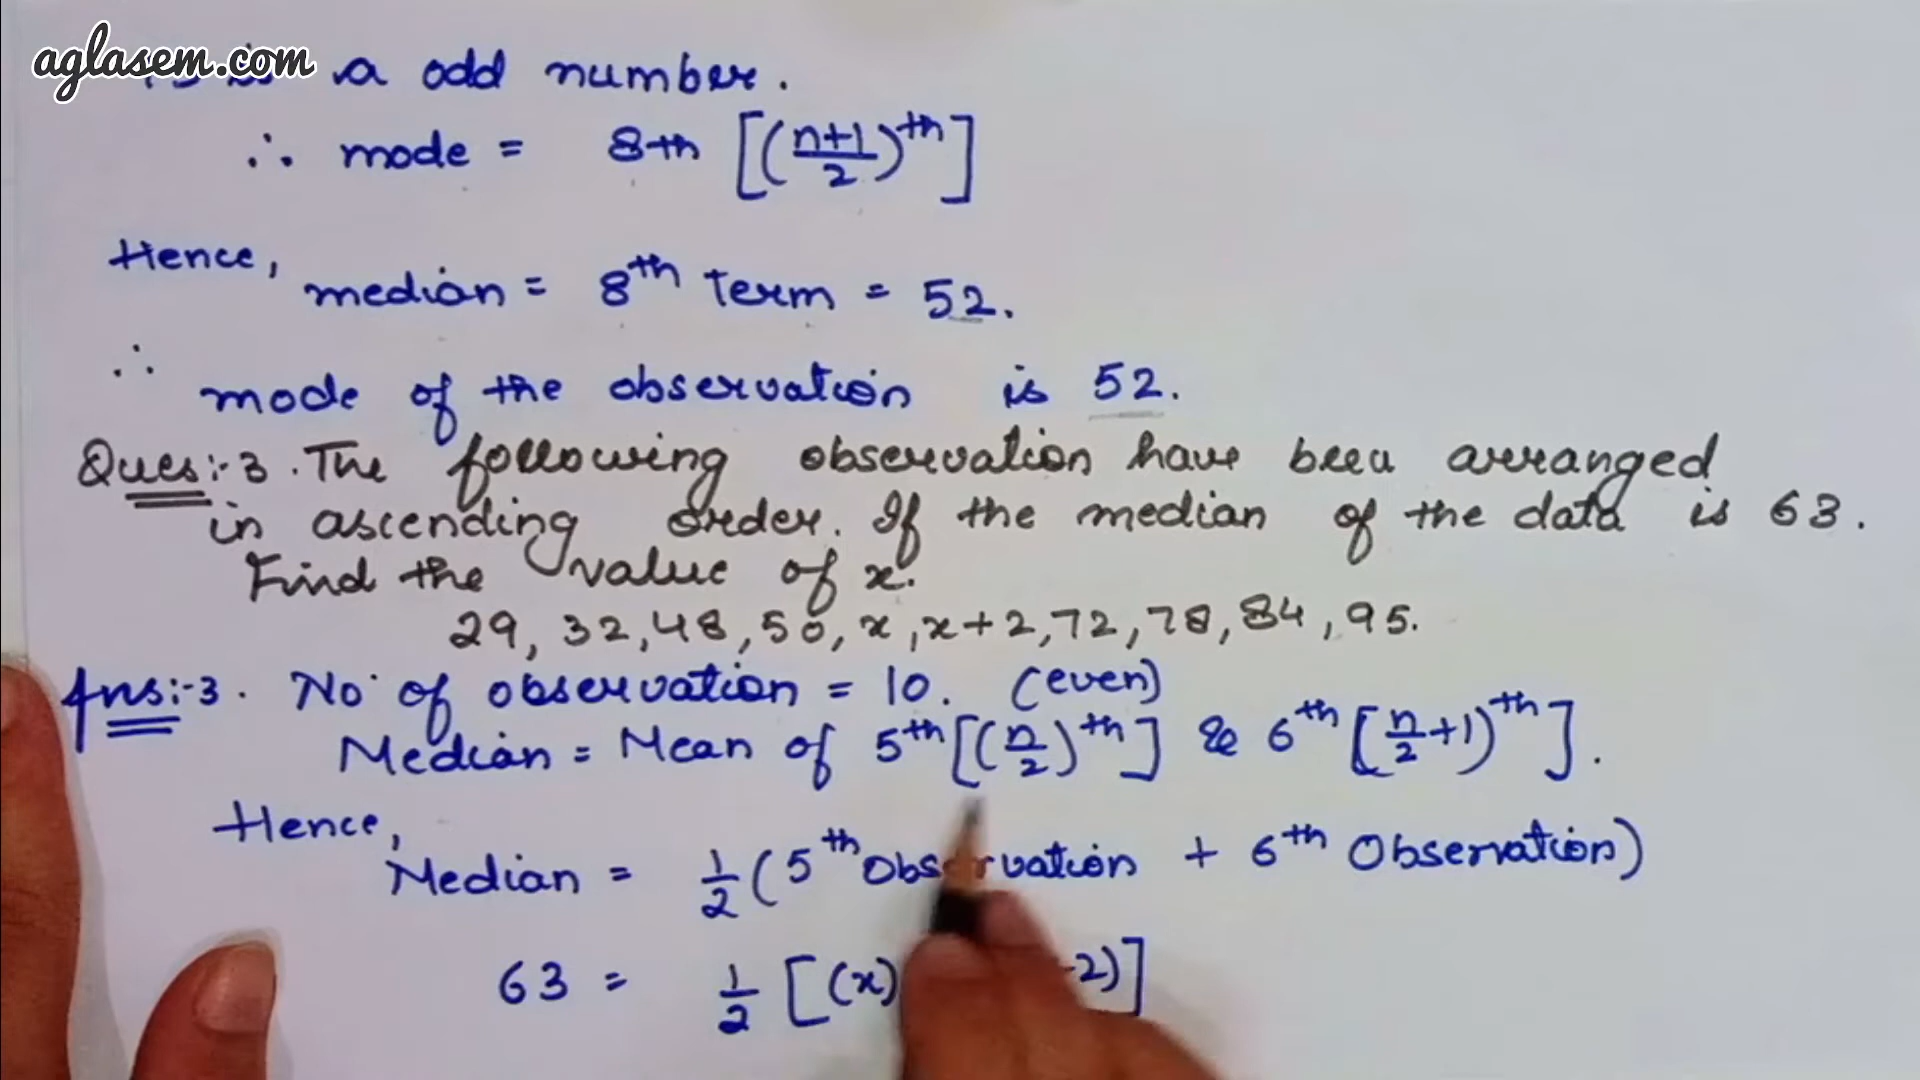 aglasem.com
is a odd number.
∴ mode = 8th [(n+1/2)th]
Hence,
median = 8th Term = 52.
∴ mode of the observation is 52.
Ques:-3. The following observation have been arranged
in ascending order. If the median of the data is 63.
Find the value of x.
29, 32, 48, 50, x, x+2, 72, 78, 84, 95.
Ans:-3. No of observation = 10. (even)
Median = Mean of 5th [(n/2)th] & 6th [n/2+1)th].
Hence,
Median = 1/2 (5th Observation + 6th Observation)
63 = 1/2 [(x) 2)]